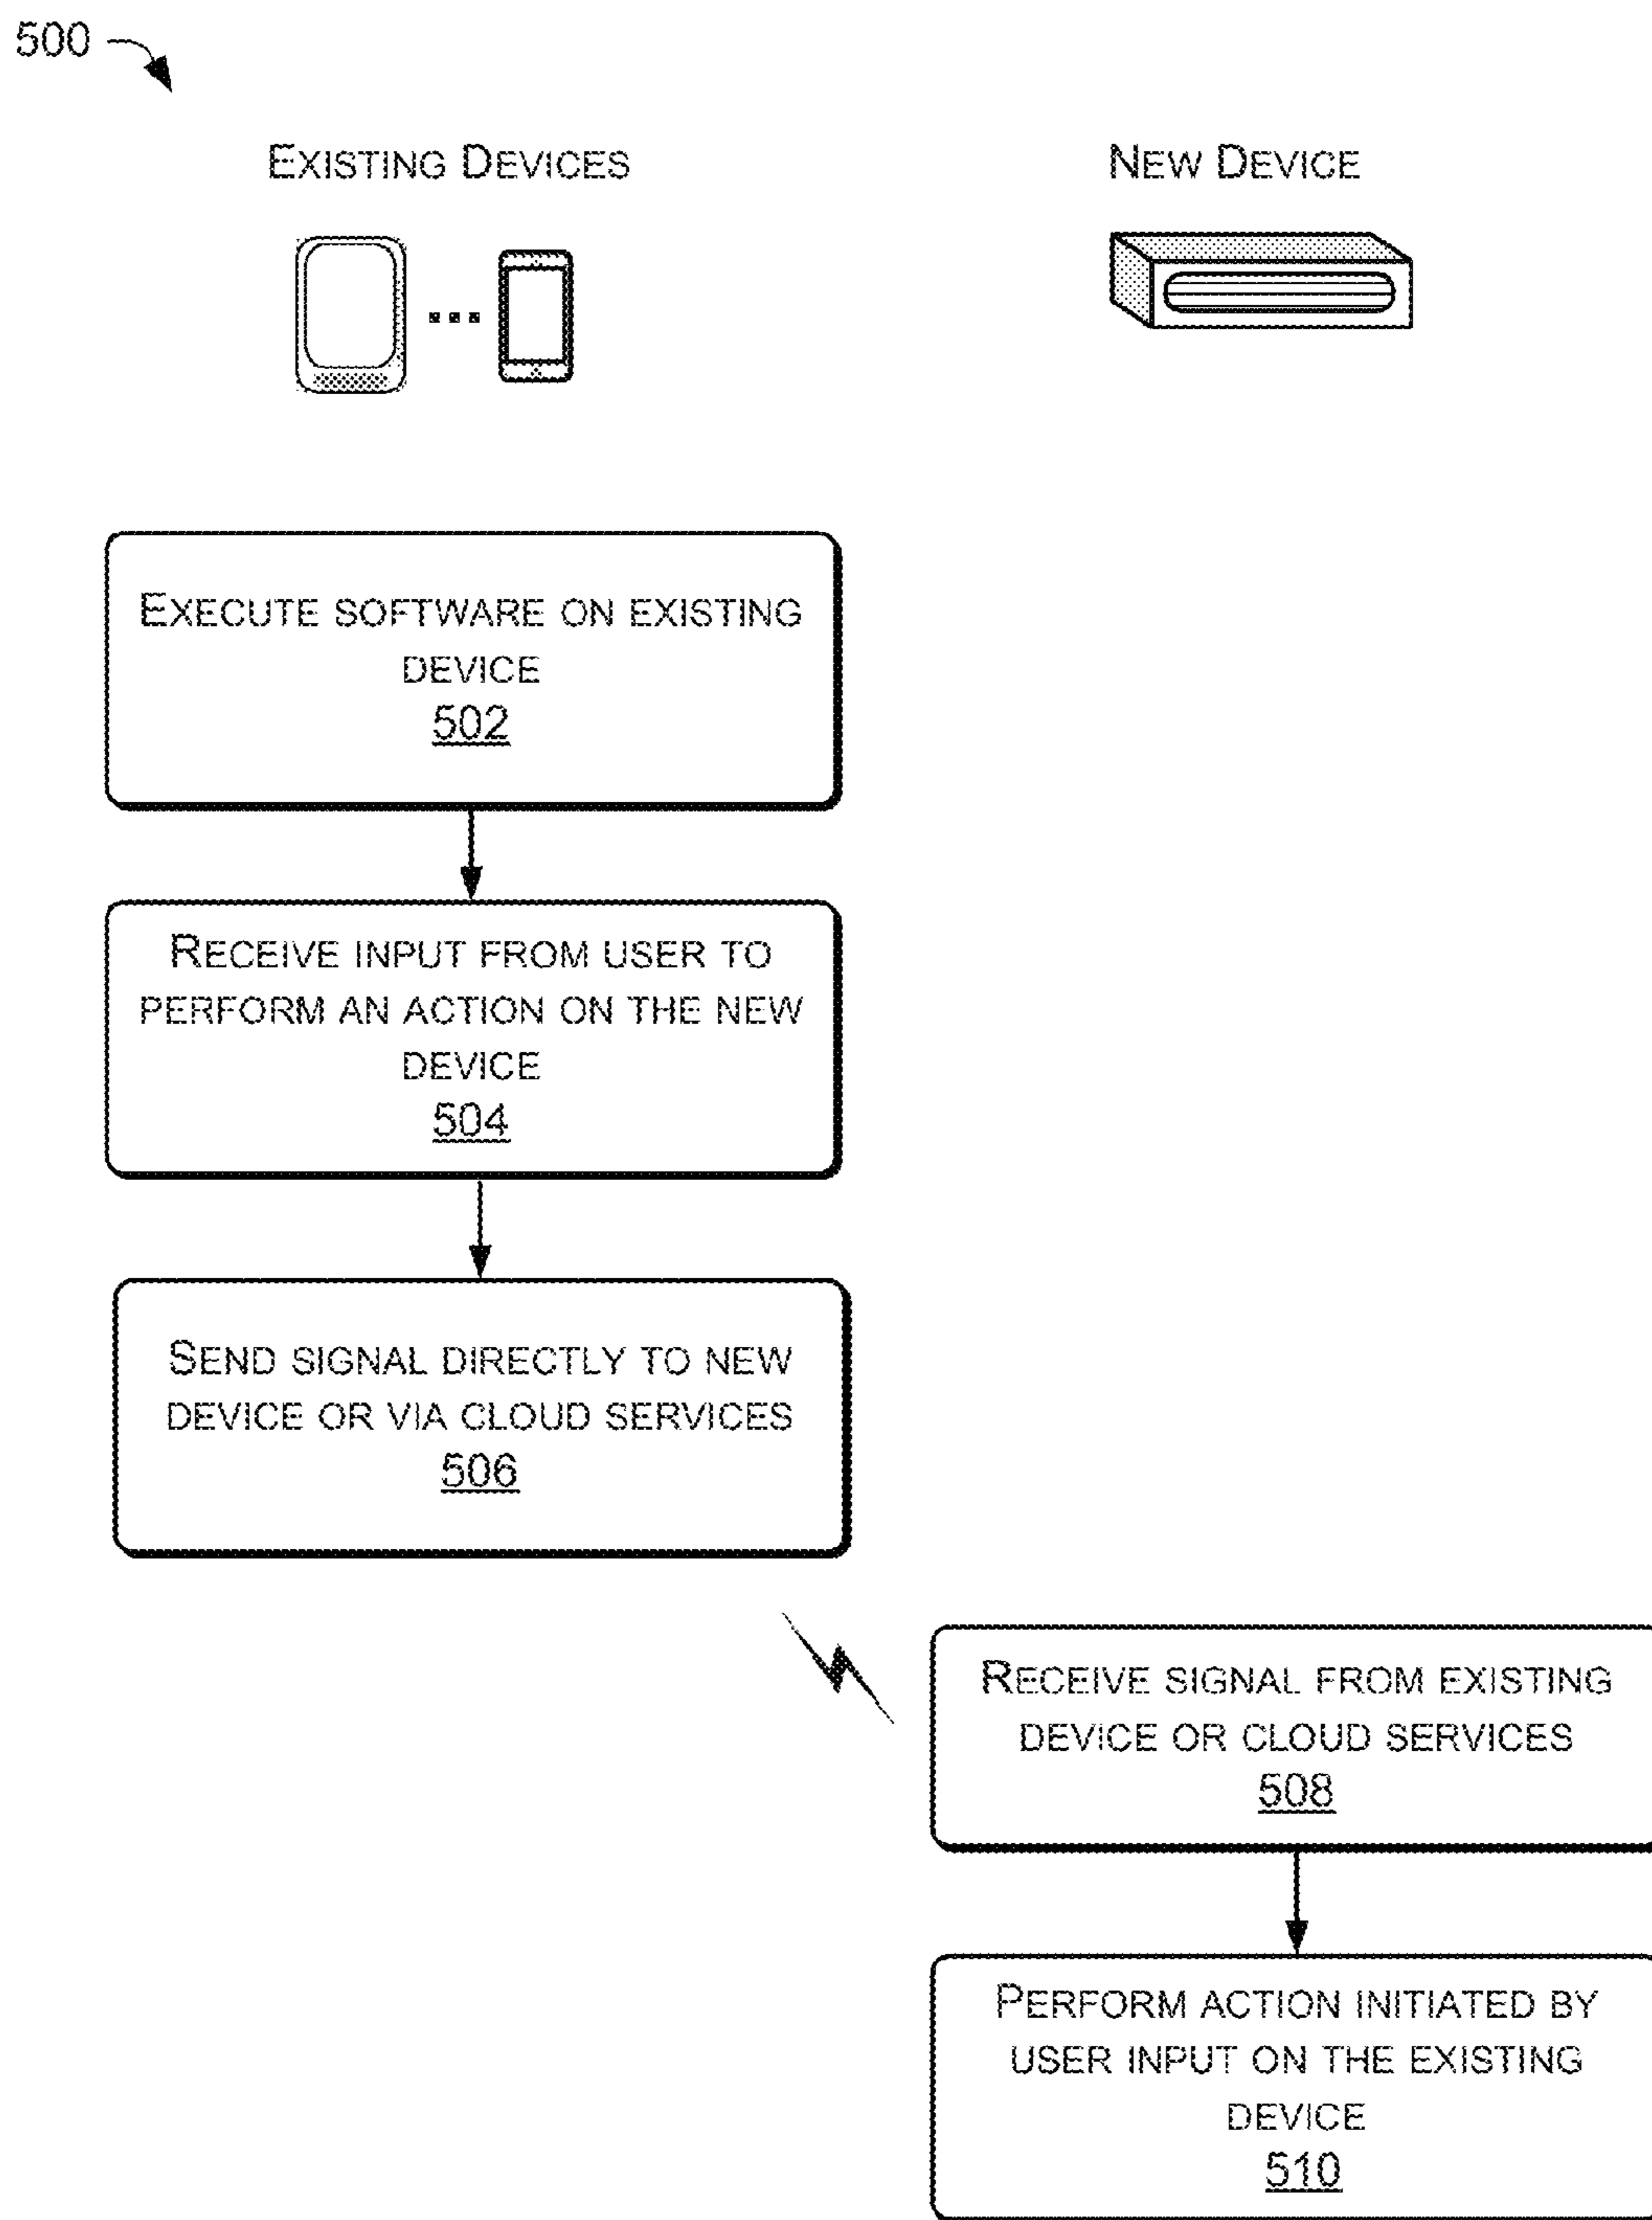 500
EXISTING DEVICES
NEW DEVICE
EXECUTE SOFTWARE ON EXISTING
DEVICE
502
RECEIVE INPUT FROM USER TO
PERFORM AN ACTION ON THE NEW
DEVICE
504
SEND SIGNAL DIRECTLY TO NEW
DEVICE OR VIA CLOUD SERVICES
506
RECEIVE SIGNAL FROM EXISTING
DEVICE OR CLOUD SERVICES
508
PERFORM ACTION INITIATED BY
USER INPUT ON THE EXISTING
DEVICE
510